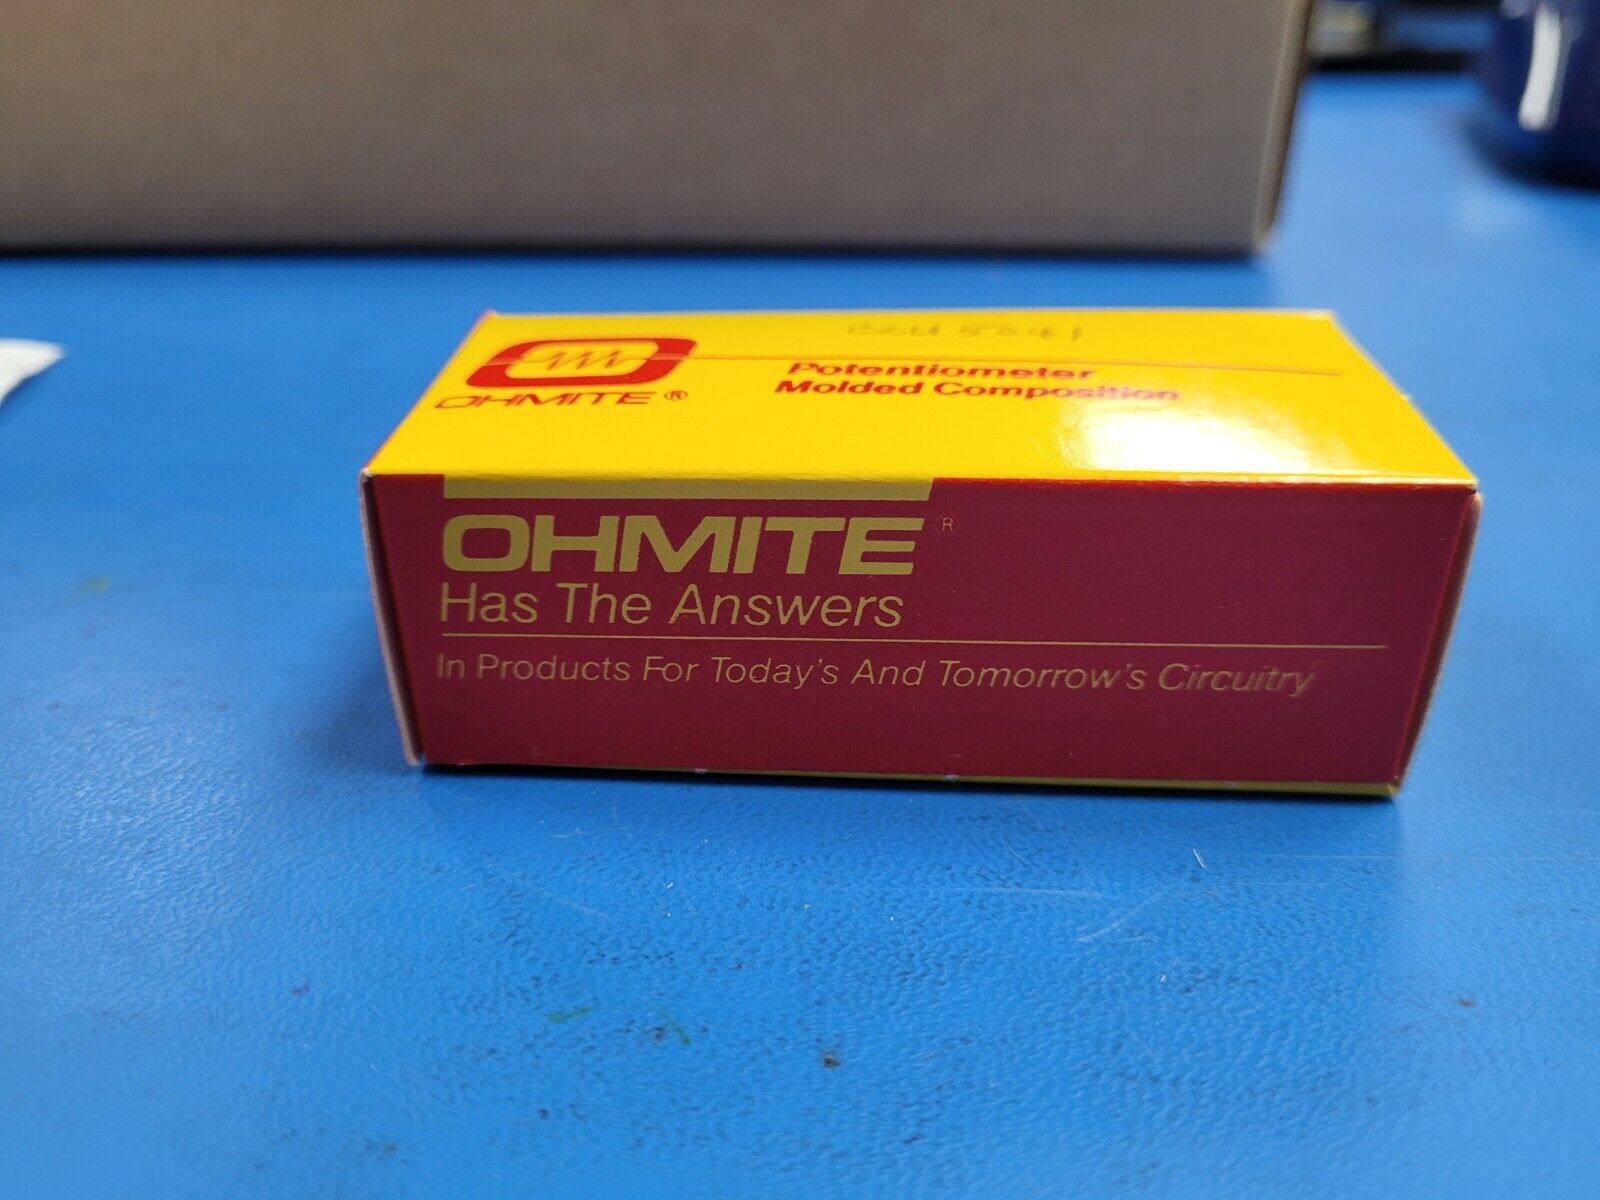 OHMITE®
Potentiometer
Molded Composition
OHMITE R
Has The Answers
In Products For Today's And Tomorrow's Circuitry